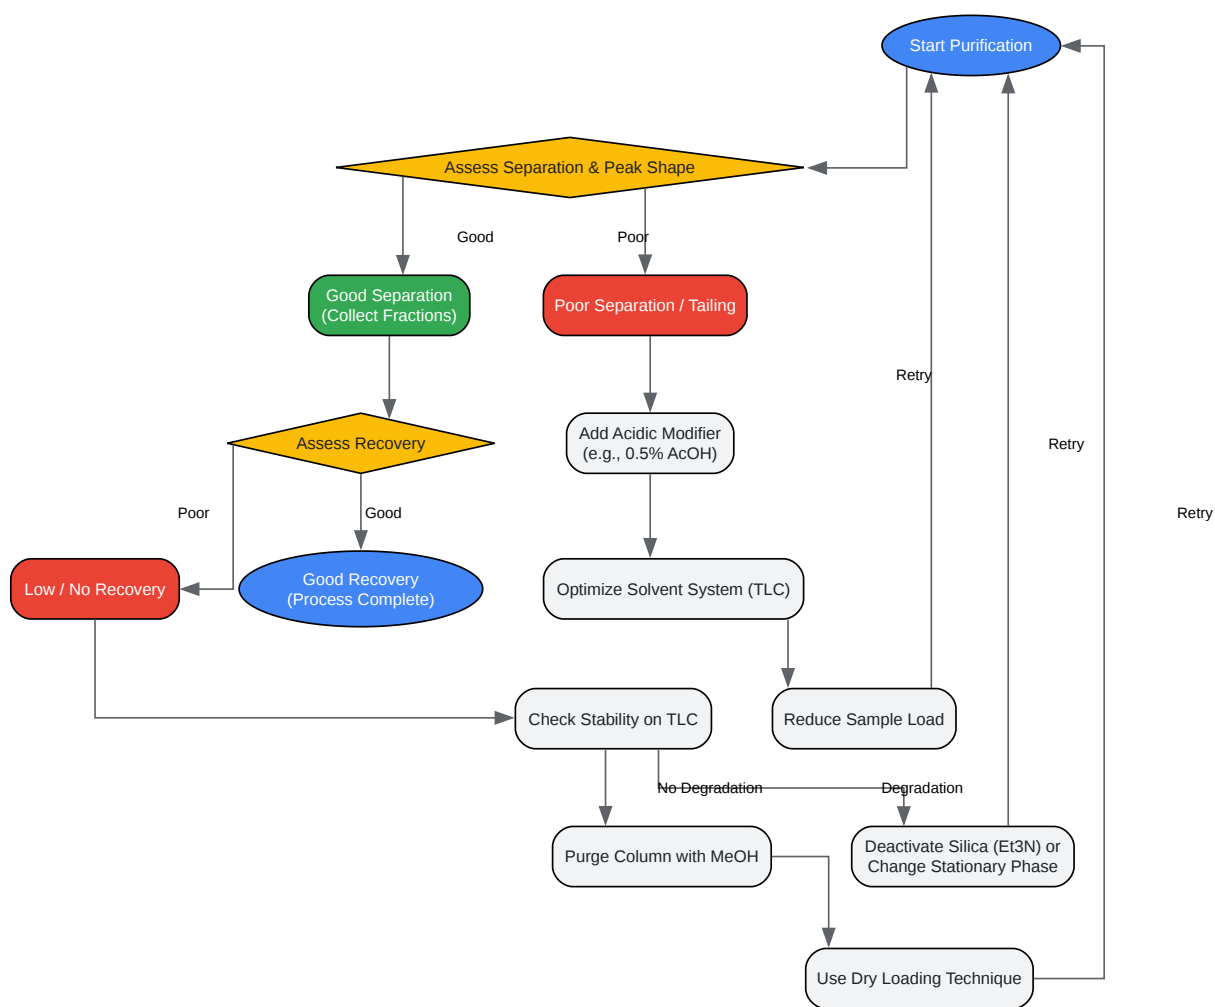 Start Purification
Assess Separation & Peak Shape
Good
Poor
Good Separation
(Collect Fractions)
Poor Separation / Tailing
Retry
Assess Recovery
Add Acidic Modifier
(e.g., 0.5% AcOH)
Retry
Poor
Good
Retry
Low / No Recovery
Good Recovery
(Process Complete)
Optimize Solvent System (TLC)
Check Stability on TLC
Reduce Sample Load
No Degradation
Degradation
Purge Column with MeOH
Deactivate Silica (Et3N) or
Change Stationary Phase
Use Dry Loading Technique